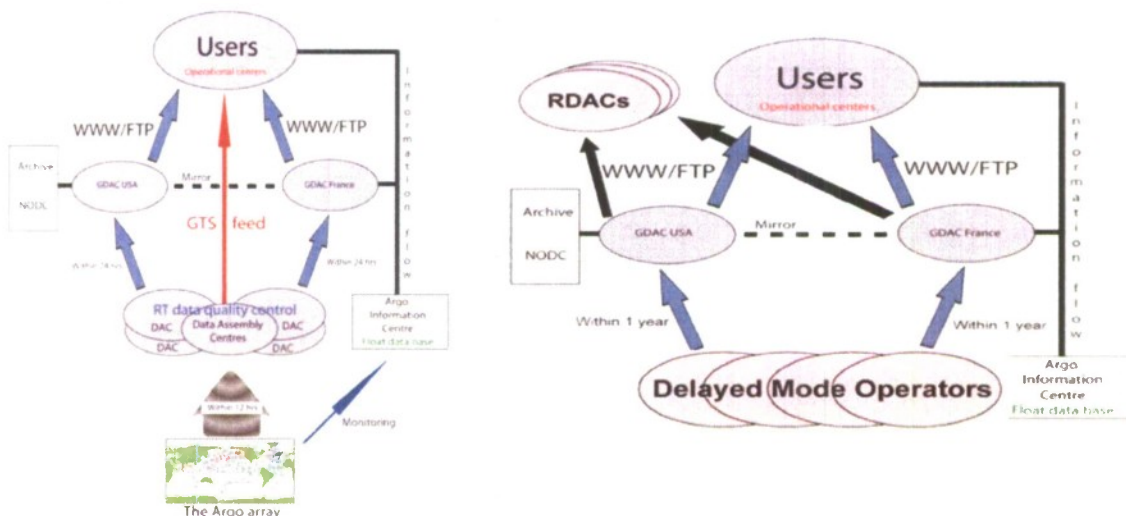 Users
Operational centers
WWW/FTP
WWW/FTP
Archive
NODC
GDAC USA
Mirror
GDAC France
GTS feed
Within 24 hrs
Within 24 hrs
Information flow
RT data quality control
DAC
Data Assembly
Centres
DAC
DAC
DAC
Argo
Information
Centre
Float data base
Within 12 hrs
Monitoring
The Argo array
RDACs
Users
Operational centers
WWW/FTP
WWW/FTP
Archive
NODC
GDAC USA
Mirror
GDAC France
Information flow
Within 1 year
Within 1 year
Delayed Mode Operators
Argo
Information
Centre
Float data base